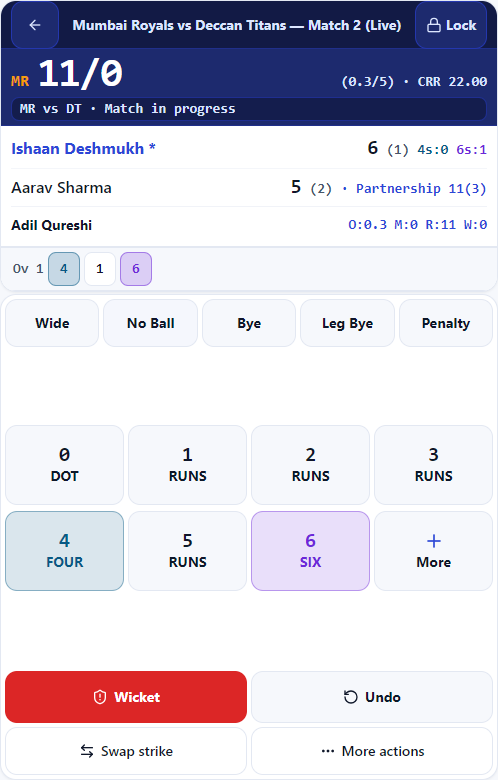 Mumbai Royals vs Deccan Titans — Match 2 (Live) Lock
MR 11/0 (0.3/5) · CRR 22.00
MR vs DT · Match in progress
Ishaan Deshmukh * 6 (1) 4s:0 6s:1
Aarav Sharma 5 (2) · Partnership 11(3)
Adil Qureshi O:0.3 M:0 R:11 W:0
Ov 1 4 1 6
Wide No Ball Bye Leg Bye Penalty
0 1 2 3
DOT RUNS RUNS RUNS
4 5 6 +
FOUR RUNS SIX More
Wicket Undo
Swap strike ··· More actions